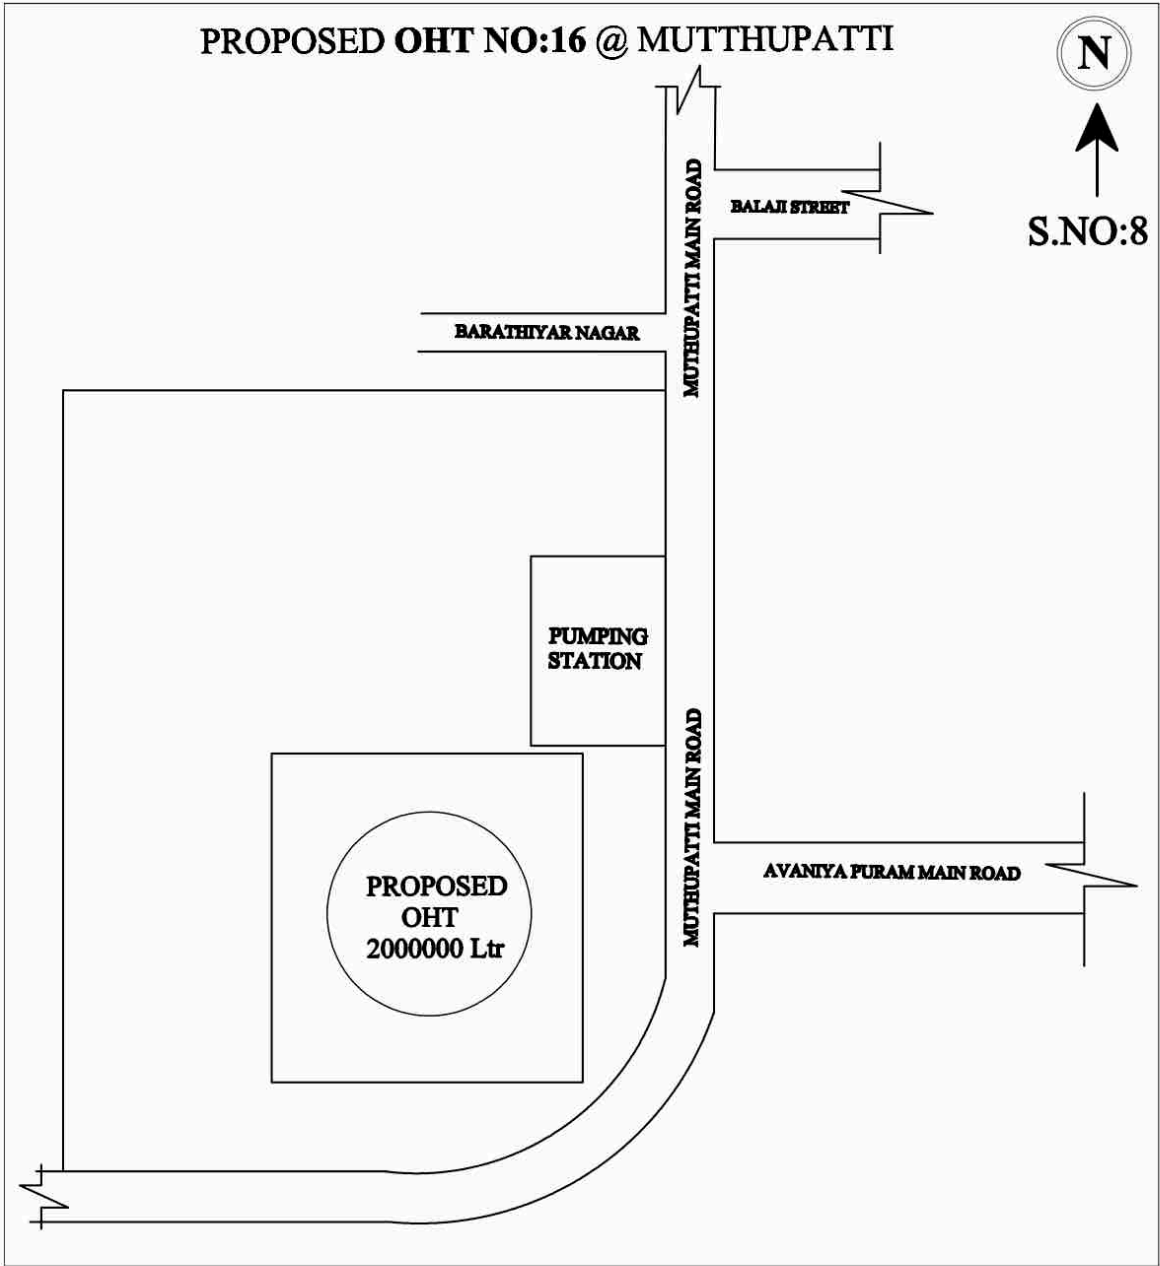 PROPOSED OHT NO:16 @ MUTTHUPATTI
N
S.NO:8
MUTHUPATTI MAIN ROAD
BALAJI STREET
BARATHIYAR NAGAR
PUMPING
STATION
MUTHUPATTI MAIN ROAD
AVANIYA PURAM MAIN ROAD
PROPOSED
OHT
2000000 Ltr